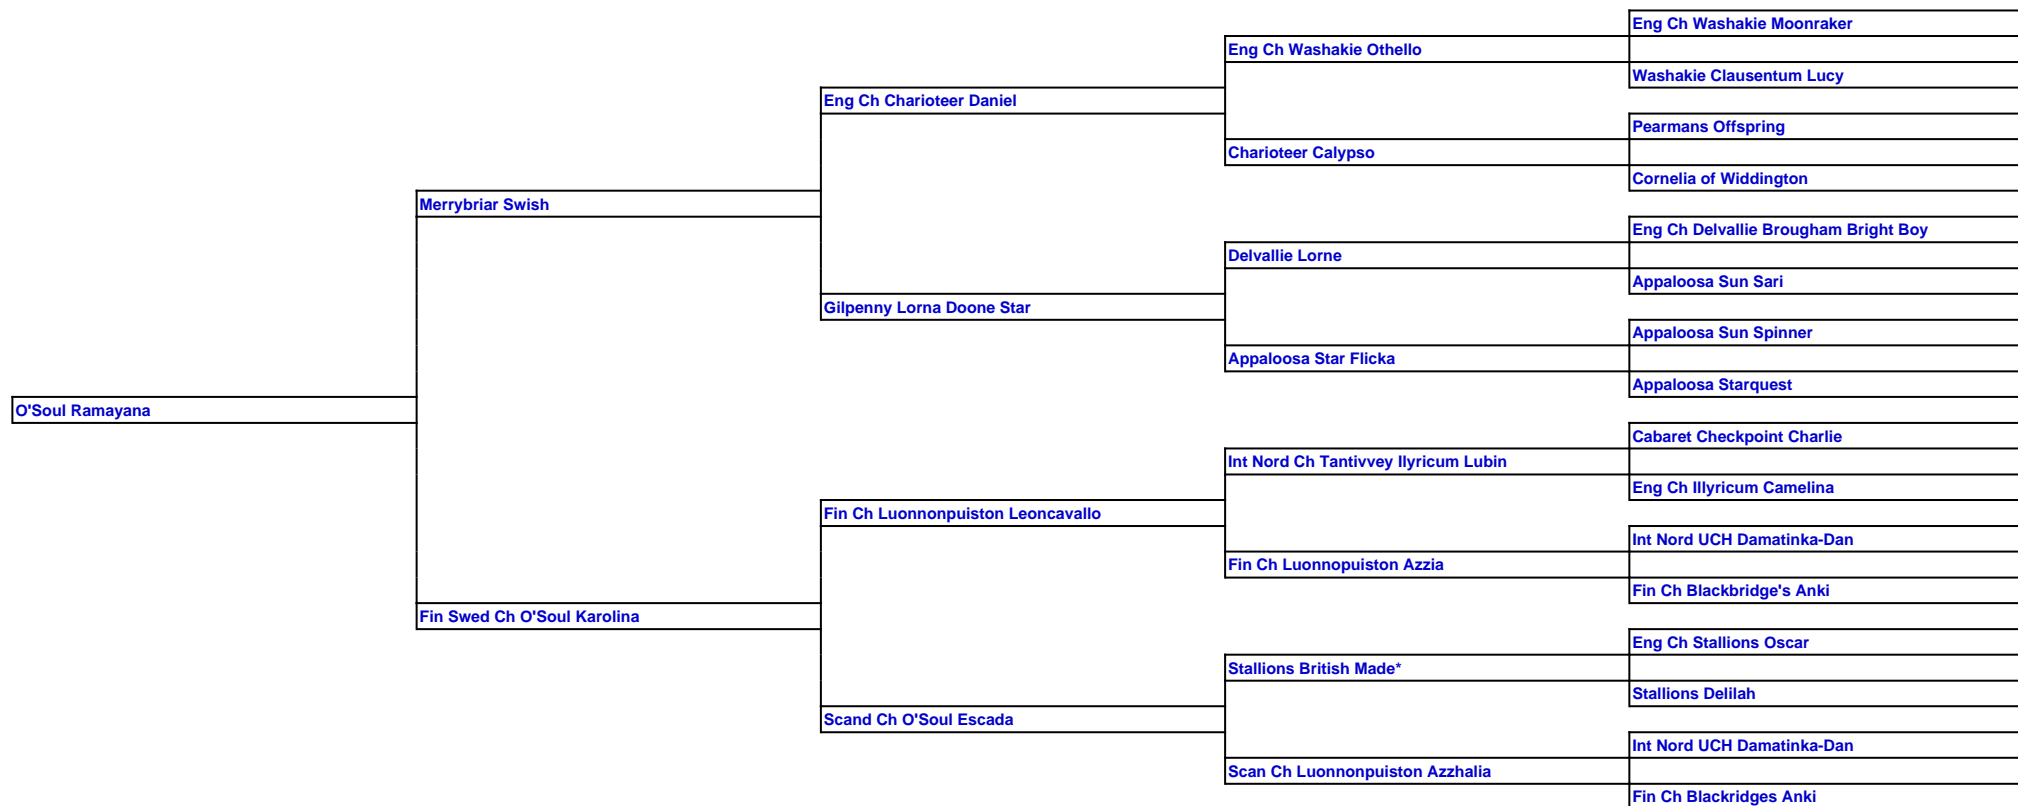 Eng Ch Washakie Moonraker
Eng Ch Washakie Othello
Washakie Clausentum Lucy
Eng Ch Charioteer Daniel
Pearmans Offspring
Charioteer Calypso
Cornelia of Widdington
Merrybriar Swish
Eng Ch Delvallie Brougham Bright Boy
Delvallie Lorne
Appaloosa Sun Sari
Gilpenny Lorna Doone Star
Appaloosa Sun Spinner
Appaloosa Star Flicka
Appaloosa Starquest
O'Soul Ramayana
Cabaret Checkpoint Charlie
Int Nord Ch Tantivvey Ilyricum Lubin
Eng Ch Illyricum Camelina
Fin Ch Luonnonpuiston Leoncavallo
Int Nord UCH Damatinka-Dan
Fin Ch Luonnopuiston Azzia
Fin Ch Blackbridge's Anki
Fin Swed Ch O'Soul Karolina
Eng Ch Stallions Oscar
Stallions British Made*
Stallions Delilah
Scand Ch O'Soul Escada
Int Nord UCH Damatinka-Dan
Scan Ch Luonnonpuiston Azzhalia
Fin Ch Blackridges Anki